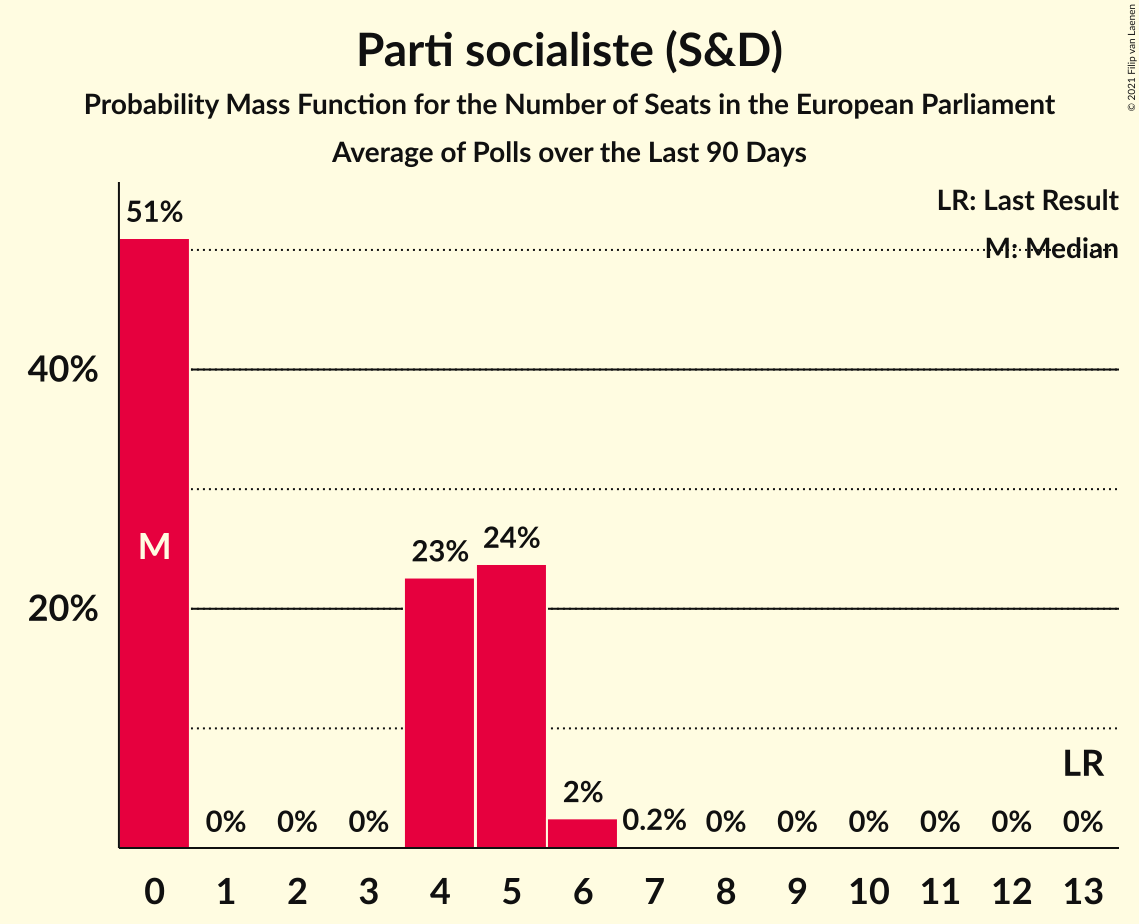 Parti socialiste (S&D)
Probability Mass Function for the Number of Seats in the European Parliament
Average of Polls over the Last 90 Days
© 2021 Filip van Laenen
LR: Last Result
M: Median
51%
40%
M
23%
24%
20%
LR
0%
0%
0%
2%
0.2%
0%
0%
0%
0%
0%
0%
0 1 2 3 4 5 6 7 8 9 10 11 12 13